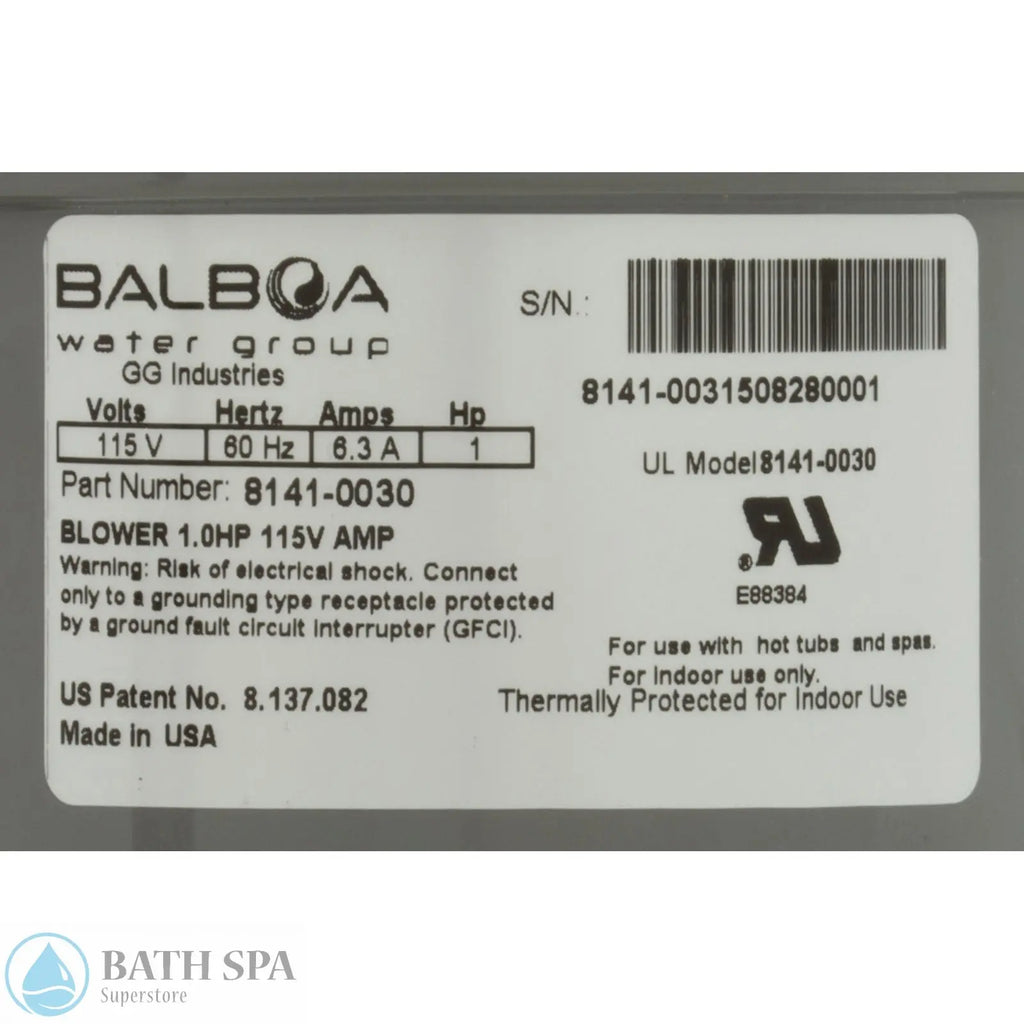 BALBOA
water group
GG Industries
Volts Hertz Amps Hp
115 V 60 Hz 6.3 A 1
Part Number: 8141-0030
BLOWER 1.0HP 115V AMP
Warning: Risk of electrical shock. Connect
only to a grounding type receptacle protected
by a ground fault circuit interrupter (GFCI).
US Patent No. 8.137.082
Made in USA
S/N.:
8141-0031508280001
UL Model 8141-0030
RU®
E88384
For use with hot tubs and spas.
For indoor use only.
Thermally Protected for Indoor Use
BATH SPA
Superstore